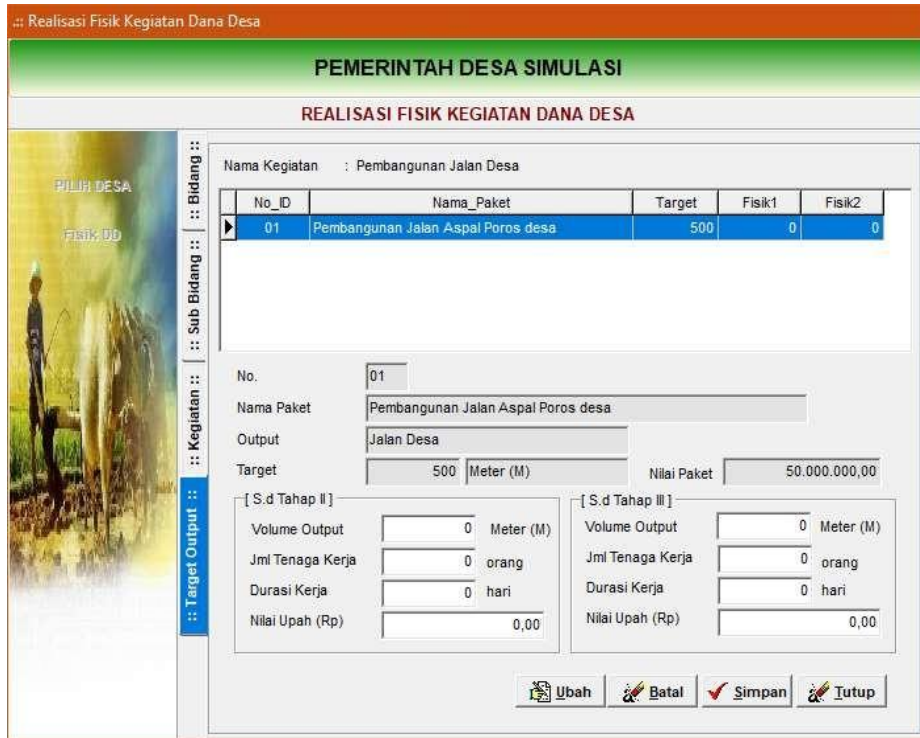 .:: Realisasi Fisik Kegiatan Dana Desa
PEMERINTAH DESA SIMULASI
REALISASI FISIK KEGIATAN DANA DESA
PILIH DESA
Fisik DD
:: Bidang ::
:: Sub Bidang ::
:: Kegiatan ::
:: Target Output ::
Nama Kegiatan : Pembangunan Jalan Desa
No_ID Nama_Paket Target Fisik1 Fisik2
01 Pembangunan Jalan Aspal Poros desa 500 0 0
No. 01
Nama Paket Pembangunan Jalan Aspal Poros desa
Output Jalan Desa
Target 500 Meter (M) Nilai Paket 50.000.000,00
[ S.d Tahap II ]
Volume Output 0 Meter (M)
Jml Tenaga Kerja 0 orang
Durasi Kerja 0 hari
Nilai Upah (Rp) 0,00
[ S.d Tahap III ]
Volume Output 0 Meter (M)
Jml Tenaga Kerja 0 orang
Durasi Kerja 0 hari
Nilai Upah (Rp) 0,00
Ubah Batal Simpan Tutup